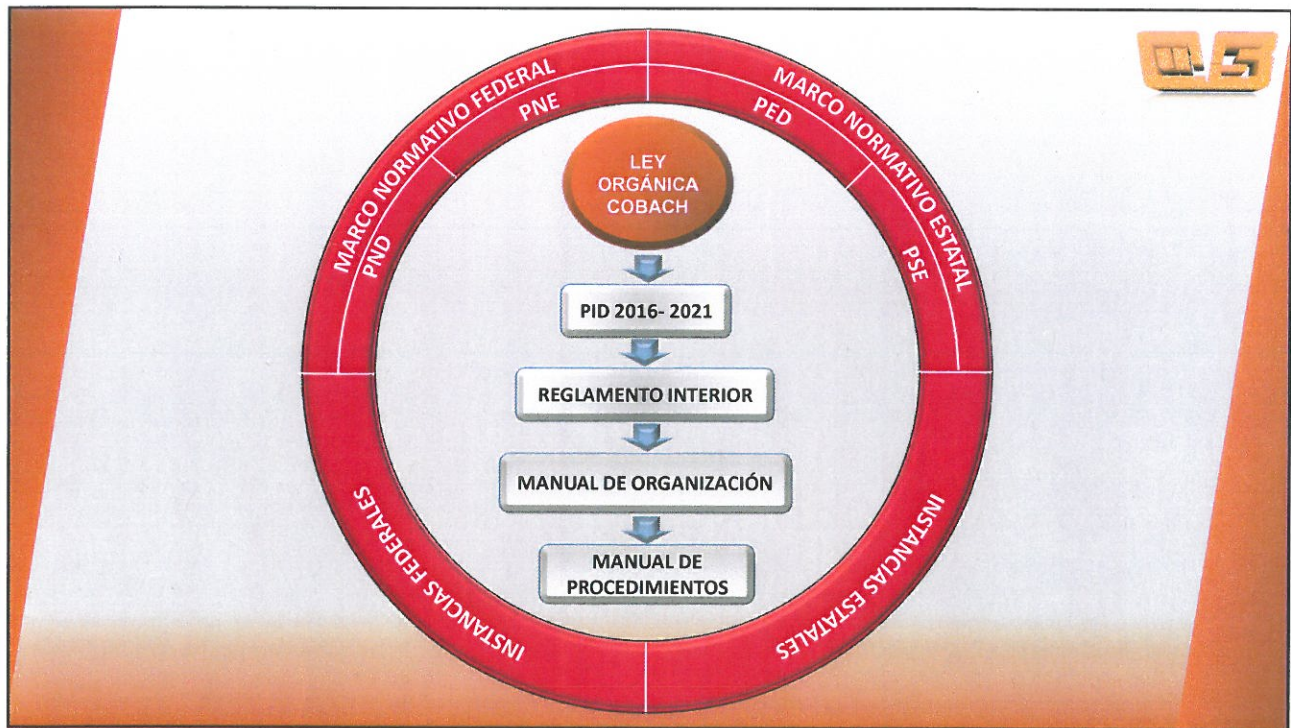 MARCO NORMATIVO FEDERAL
PNE
PND
MARCO NORMATIVO ESTATAL
PED
PSE
LEY
ORGÁNICA
COBACH
PID 2016- 2021
REGLAMENTO INTERIOR
MANUAL DE ORGANIZACIÓN
MANUAL DE
PROCEDIMIENTOS
INSTANCIAS FEDERALES
INSTANCIAS ESTATALES